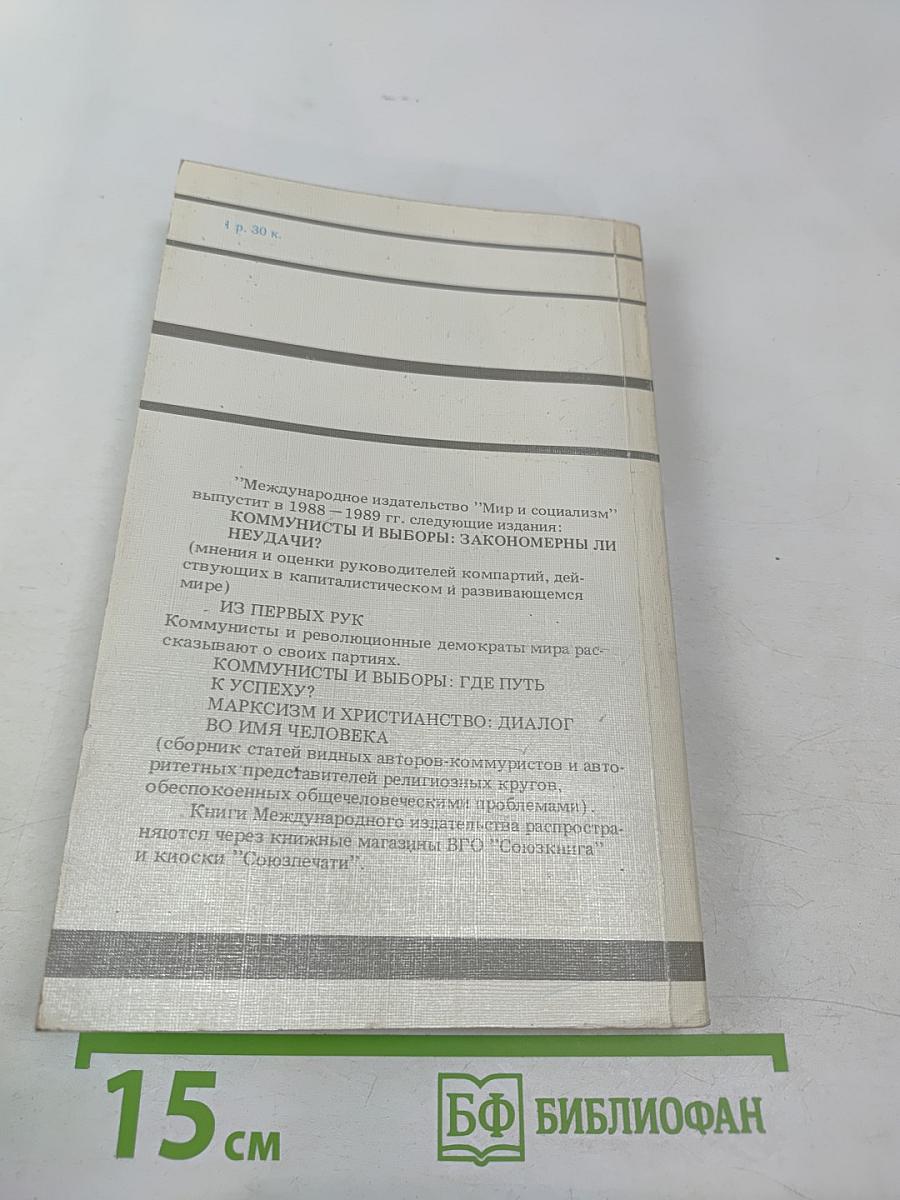 1 р. 30 к.
"Международное издательство "Мир и социализм"
выпустит в 1988—1989 гг. следующие издания:
КОММУНИСТЫ И ВЫБОРЫ: ЗАКОНОМЕРНЫ ЛИ
НЕУДАЧИ?
(мнения и оценки руководителей компартий, дей-
ствующих в капиталистическом и развивающемся
мире)
ИЗ ПЕРВЫХ РУК
Коммунисты и революционные демократы мира рас-
сказывают о своих партиях.
КОММУНИСТЫ И ВЫБОРЫ: ГДЕ ПУТЬ
К УСПЕХУ?
МАРКСИЗМ И ХРИСТИАНСТВО: ДИАЛОГ
ВО ИМЯ ЧЕЛОВЕКА
(сборник статей видных авторов-коммуристов и авто-
ритетных представителей религиозных кругов,
обеспокоенных общечеловеческими проблемами).
Книги Международного издательства распростра-
няются через книжные магазины ВГО "Союзкнига"
и киоски "Союзпечати".
15 см
БФ БИБЛИОФАН